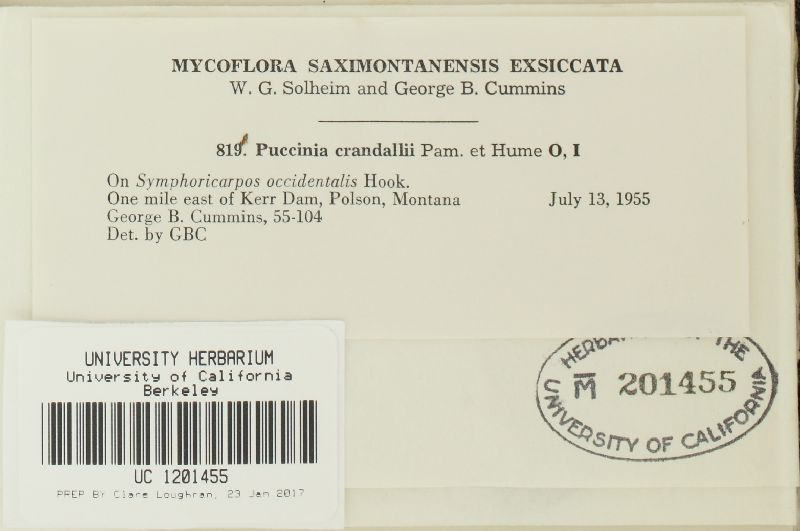 MYCOFLORA SAXIMONTANENSIS EXSICCATA
W. G. Solheim and George B. Cummins
819. Puccinia crandallii Pam. et Hume O, I
On Symphoricarpos occidentalis Hook.
One mile east of Kerr Dam, Polson, Montana July 13, 1955
George B. Cummins, 55-104
Det. by GBC
UNIVERSITY HERBARIUM
University of California
Berkeley
UC 1201455
PREP BY Clare Loughran, 23 Jan 2017
THE
M 201455
UNIVERSITY OF CALIFORNIA